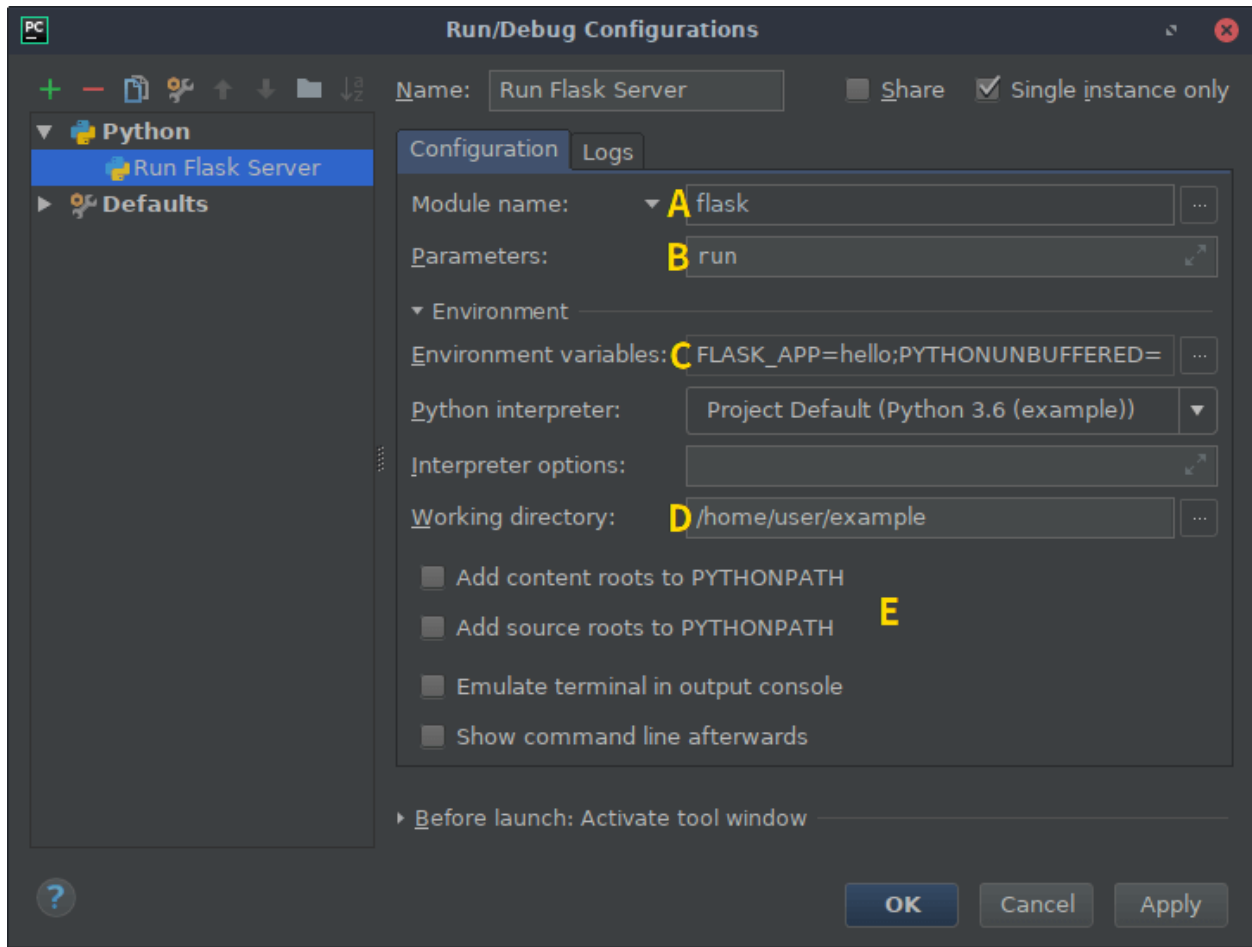 PC
Run/Debug Configurations
Name: Run Flask Server Share Single instance only
Python
Run Flask Server
Defaults
Configuration Logs
Module name: A flask ...
Parameters: B run
Environment
Environment variables: C FLASK_APP=hello;PYTHONUNBUFFERED= ...
Python interpreter: Project Default (Python 3.6 (example))
Interpreter options:
Working directory: D /home/user/example ...
Add content roots to PYTHONPATH
E
Add source roots to PYTHONPATH
Emulate terminal in output console
Show command line afterwards
Before launch: Activate tool window
? OK Cancel Apply